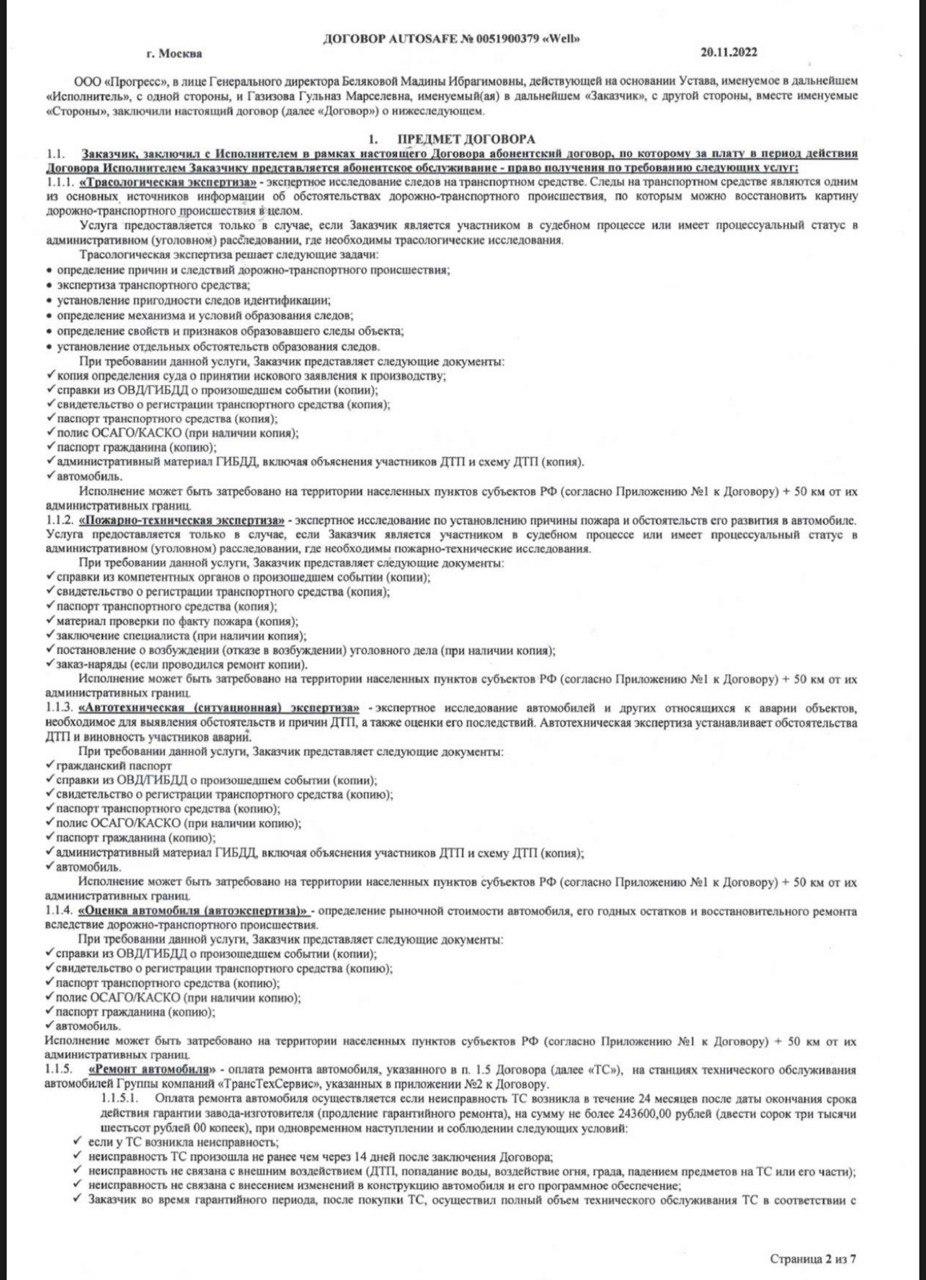 ДОГОВОР AUTOSAFE № 0051900379 «Well»
г. Москва 20.11.2022
ООО «Прогресс», в лице Генерального директора Беляковой Мадины Ибрагимовны, действующей на основании Устава, именуемое в дальнейшем
«Исполнитель», с одной стороны, и Газизова Гульназ Марселевна, именуемый(ая) в дальнейшем «Заказчик», с другой стороны, вместе именуемые
«Стороны», заключили настоящий договор (далее «Договор») о нижеследующем.
1. ПРЕДМЕТ ДОГОВОРА
1.1. Заказчик, заключил с Исполнителем в рамках настоящего Договора абонентский договор, по которому за плату в период действия
Договора Исполнителем Заказчику представляется абонентское обслуживание - право получения по требованию следующих услуг:
1.1.1. «Трасологическая экспертиза» - экспертное исследование следов на транспортном средстве. Следы на транспортном средстве являются одним
из основных источников информации об обстоятельствах дорожно-транспортного происшествия, по которым можно восстановить картину
дорожно-транспортного происшествия в целом.
Услуга предоставляется только в случае, если Заказчик является участником в судебном процессе или имеет процессуальный статус в
административном (уголовном) расследовании, где необходимы трасологические исследования.
Трасологическая экспертиза решает следующие задачи:
• определение причин и следствий дорожно-транспортного происшествия;
• экспертиза транспортного средства;
• установление пригодности следов идентификации;
• определение механизма и условий образования следов;
• определение свойств и признаков образовавшего следы объекта;
• установление отдельных обстоятельств образования следов.
При требовании данной услуги, Заказчик представляет следующие документы:
✓ копия определения суда о принятии искового заявления к производству;
✓ справки из ОВД/ГИБДД о произошедшем событии (копии);
✓ свидетельство о регистрации транспортного средства (копия);
✓ паспорт транспортного средства (копия);
✓ полис ОСАГО/КАСКО (при наличии копия);
✓ паспорт гражданина (копию);
✓ административный материал ГИБДД, включая объяснения участников ДТП и схему ДТП (копия).
✓ автомобиль.
Исполнение может быть затребовано на территории населенных пунктов субъектов РФ (согласно Приложению №1 к Договору) + 50 км от их
административных границ.
1.1.2. «Пожарно-техническая экспертиза» - экспертное исследование по установлению причины пожара и обстоятельств его развития в автомобиле.
Услуга предоставляется только в случае, если Заказчик является участником в судебном процессе или имеет процессуальный статус в
административном (уголовном) расследовании, где необходимы пожарно-технические исследования.
При требовании данной услуги, Заказчик представляет следующие документы:
✓ справки из компетентных органов о произошедшем событии (копии);
✓ свидетельство о регистрации транспортного средства (копия);
✓ паспорт транспортного средства (копия);
✓ материал проверки по факту пожара (копия);
✓ заключение специалиста (при наличии копия);
✓ постановление о возбуждении (отказе в возбуждении) уголовного дела (при наличии копия);
✓ заказ-наряды (если проводился ремонт копии).
Исполнение может быть затребовано на территории населенных пунктов субъектов РФ (согласно Приложению №1 к Договору) + 50 км от их
административных границ.
1.1.3. «Автотехническая (ситуационная) экспертиза» - экспертное исследование автомобилей и других относящихся к аварии объектов,
необходимое для выявления обстоятельств и причин ДТП, а также оценки его последствий. Автотехническая экспертиза устанавливает обстоятельства
ДТП и виновность участников аварии.
При требовании данной услуги, Заказчик представляет следующие документы:
✓ гражданский паспорт
✓ справки из ОВД/ГИБДД о произошедшем событии (копии);
✓ свидетельство о регистрации транспортного средства (копию);
✓ паспорт транспортного средства (копию);
✓ полис ОСАГО/КАСКО (при наличии копию);
✓ паспорт гражданина (копию);
✓ административный материал ГИБДД, включая объяснения участников ДТП и схему ДТП (копия);
✓ автомобиль.
Исполнение может быть затребовано на территории населенных пунктов субъектов РФ (согласно Приложению №1 к Договору) + 50 км от их
административных границ.
1.1.4. «Оценка автомобиля (автоэкспертиза)» - определение рыночной стоимости автомобиля, его годных остатков и восстановительного ремонта
вследствие дорожно-транспортного происшествия.
При требовании данной услуги, Заказчик представляет следующие документы:
✓ справки из ОВД/ГИБДД о произошедшем событии (копии);
✓ свидетельство о регистрации транспортного средства (копию);
✓ паспорт транспортного средства (копию);
✓ полис ОСАГО/КАСКО (при наличии копию);
✓ паспорт гражданина (копию);
✓ автомобиль.
Исполнение может быть затребовано на территории населенных пунктов субъектов РФ (согласно Приложению №1 к Договору) + 50 км от их
административных границ.
1.1.5. «Ремонт автомобиля» - оплата ремонта автомобиля, указанного в п. 1.5 Договора (далее «ТС»), на станциях технического обслуживания
автомобилей Группы компаний «ТрансТехСервис», указанных в приложении №2 к Договору.
1.1.5.1. Оплата ремонта автомобиля осуществляется если неисправность ТС возникла в течение 24 месяцев после даты окончания срока
действия гарантии завода-изготовителя (продление гарантийного ремонта), на сумму не более 243600,00 рублей (двести сорок три тысячи
шестьсот рублей 00 копеек), при одновременном наступлении и соблюдении следующих условий:
✓ если у ТС возникла неисправность;
✓ неисправность ТС произошла не ранее чем через 14 дней после заключения Договора;
✓ неисправность не связана с внешним воздействием (ДТП, попадание воды, воздействие огня, града, падением предметов на ТС или его части);
✓ неисправность не связана с внесением изменений в конструкцию автомобиля и его программное обеспечение;
✓ Заказчик во время гарантийного периода, после покупки ТС, осуществил полный объем технического обслуживания ТС в соответствии с
Страница 2 из 7